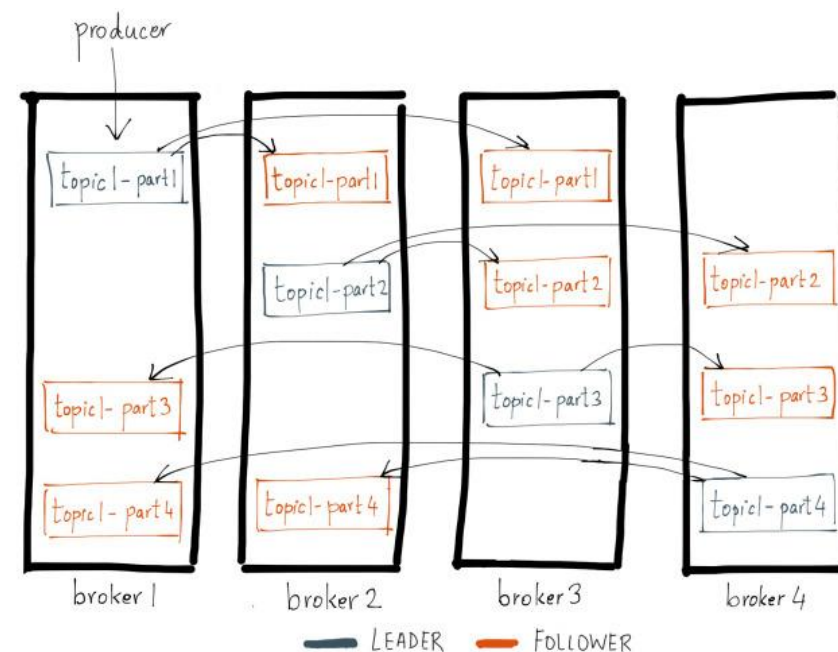 producer
topic1-part1
topic1-part1
topic1-part1
topic1-part2
topic1-part2
topic1-part2
topic1-part3
topic1-part3
topic1-part3
topic1-part4
topic1-part4
topic1-part4
broker 1
broker 2
broker 3
broker 4
LEADER
FOLLOWER